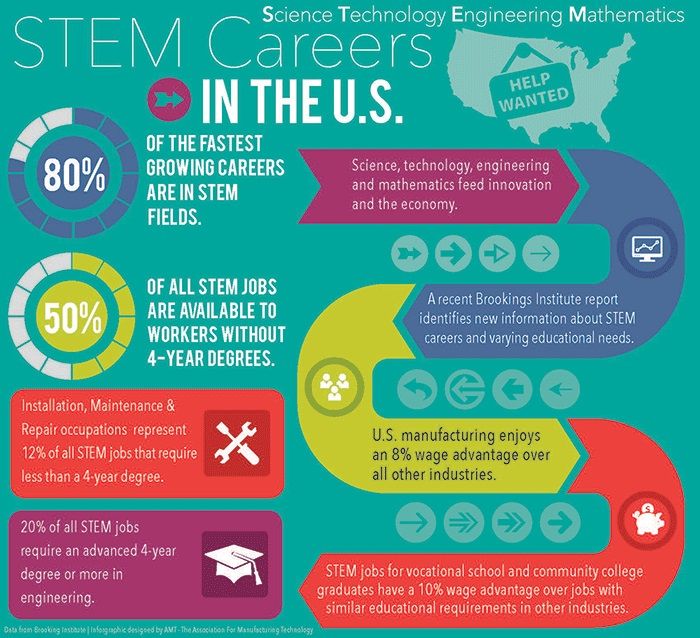 Science Technology Engineering Mathematics
STEM Careers
IN THE U.S.
HELP
WANTED
80%
OF THE FASTEST
GROWING CAREERS
ARE IN STEM
FIELDS.
Science, technology, engineering
and mathematics feed innovation
and the economy.
50%
OF ALL STEM JOBS
ARE AVAILABLE TO
WORKERS WITHOUT
4-YEAR DEGREES.
A recent Brookings Institute report
identifies new information about STEM
careers and varying educational needs.
Installation, Maintenance &
Repair occupations represent
12% of all STEM jobs that require
less than a 4-year degree.
U.S. manufacturing enjoys
an 8% wage advantage over
all other industries.
20% of all STEM jobs
require an advanced 4-year
degree or more in
engineering.
STEM jobs for vocational school and community college
graduates have a 10% wage advantage over jobs with
similar educational requirements in other industries.
Data from Brooking Institute | Inforgraphic designed by AMT - The Association For Manufacturing Technology